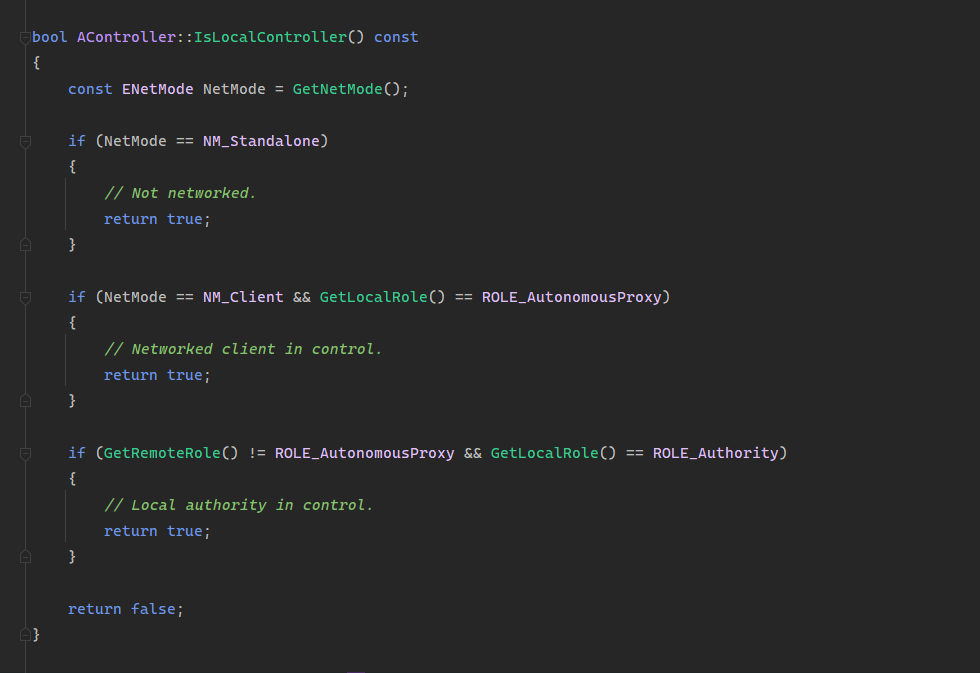 bool AController::IsLocalController() const
{
    const ENetMode NetMode = GetNetMode();

    if (NetMode == NM_Standalone)
    {
        // Not networked.
        return true;
    }

    if (NetMode == NM_Client && GetLocalRole() == ROLE_AutonomousProxy)
    {
        // Networked client in control.
        return true;
    }

    if (GetRemoteRole() != ROLE_AutonomousProxy && GetLocalRole() == ROLE_Authority)
    {
        // Local authority in control.
        return true;
    }

    return false;
}